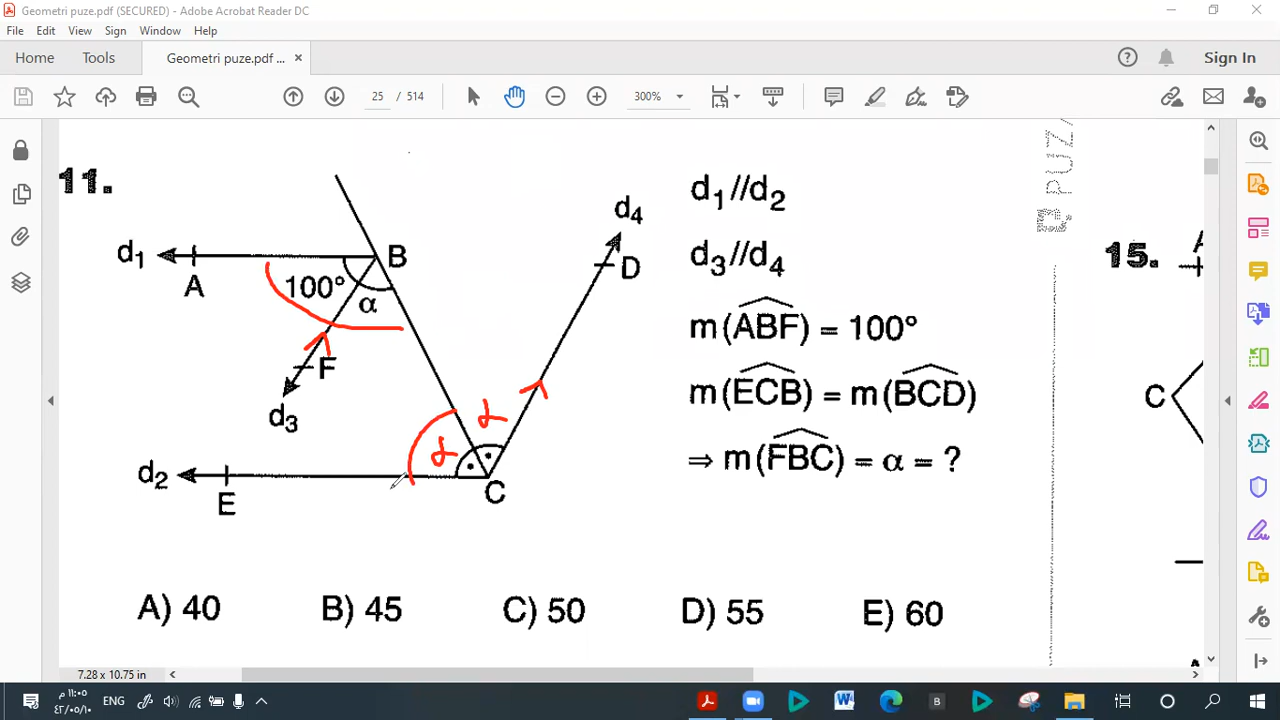 Geometri puze.pdf (SECURED) - Adobe Acrobat Reader DC
File Edit View Sign Window Help
Home Tools Geometri puze.pdf ... × Sign In
25 / 514 300%
11.
d₁ A B 100° α F d₃
d₄ D
α α
d₂ E C
d₁//d₂
d₃//d₄
m(ABF) = 100°
m(ECB) = m(BCD)
⇒ m(FBC) = α = ?
A) 40 B) 45 C) 50 D) 55 E) 60
PUZ
15.
A
C
7.28 x 10.75 in
ENG